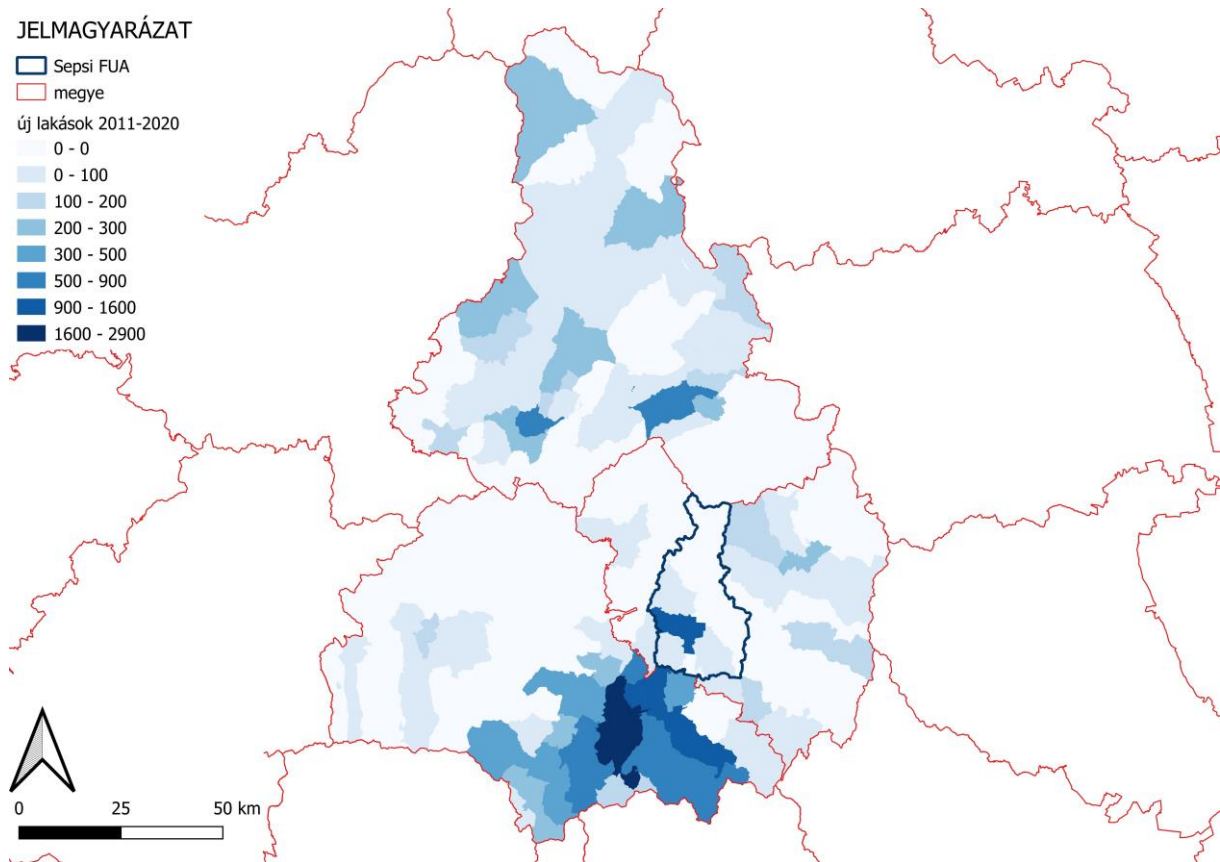 JELMAGYARÁZAT
Sepsi FUA
megye
új lakások 2011-2020
0 - 0
0 - 100
100 - 200
200 - 300
300 - 500
500 - 900
900 - 1600
1600 - 2900
0 25 50 km